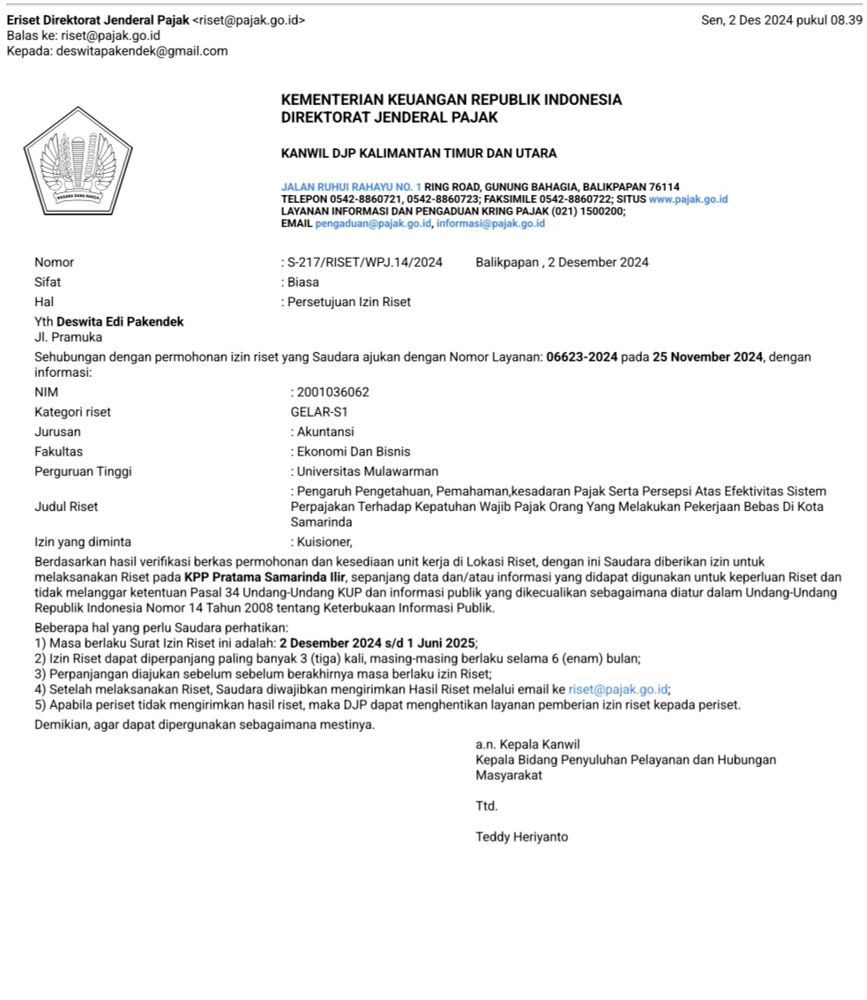 Eriset Direktorat Jenderal Pajak <riset@pajak.go.id> Sen, 2 Des 2024 pukul 08.39
Balas ke: riset@pajak.go.id
Kepada: deswitapakendek@gmail.com
KEMENTERIAN KEUANGAN REPUBLIK INDONESIA
DIREKTORAT JENDERAL PAJAK
KANWIL DJP KALIMANTAN TIMUR DAN UTARA
JALAN RUHUI RAHAYU NO. 1 RING ROAD, GUNUNG BAHAGIA, BALIKPAPAN 76114
TELEPON 0542-8860721, 0542-8860723; FAKSIMILE 0542-8860722; SITUS www.pajak.go.id
LAYANAN INFORMASI DAN PENGADUAN KRING PAJAK (021) 1500200;
EMAIL pengaduan@pajak.go.id, informasi@pajak.go.id
NAGARA DANA RAKCA
Nomor : S-217/RISET/WPJ.14/2024 Balikpapan , 2 Desember 2024
Sifat : Biasa
Hal : Persetujuan Izin Riset
Yth Deswita Edi Pakendek
Jl. Pramuka
Sehubungan dengan permohonan izin riset yang Saudara ajukan dengan Nomor Layanan: 06623-2024 pada 25 November 2024, dengan
informasi:
NIM : 2001036062
Kategori riset GELAR-S1
Jurusan : Akuntansi
Fakultas : Ekonomi Dan Bisnis
Perguruan Tinggi : Universitas Mulawarman
: Pengaruh Pengetahuan, Pemahaman,kesadaran Pajak Serta Persepsi Atas Efektivitas Sistem
Judul Riset Perpajakan Terhadap Kepatuhan Wajib Pajak Orang Yang Melakukan Pekerjaan Bebas Di Kota
Samarinda
Izin yang diminta : Kuisioner,
Berdasarkan hasil verifikasi berkas permohonan dan kesediaan unit kerja di Lokasi Riset, dengan ini Saudara diberikan izin untuk
melaksanakan Riset pada KPP Pratama Samarinda Ilir, sepanjang data dan/atau informasi yang didapat digunakan untuk keperluan Riset dan
tidak melanggar ketentuan Pasal 34 Undang-Undang KUP dan informasi publik yang dikecualikan sebagaimana diatur dalam Undang-Undang
Republik Indonesia Nomor 14 Tahun 2008 tentang Keterbukaan Informasi Publik.
Beberapa hal yang perlu Saudara perhatikan:
1) Masa berlaku Surat Izin Riset ini adalah: 2 Desember 2024 s/d 1 Juni 2025;
2) Izin Riset dapat diperpanjang paling banyak 3 (tiga) kali, masing-masing berlaku selama 6 (enam) bulan;
3) Perpanjangan diajukan sebelum sebelum berakhirnya masa berlaku izin Riset;
4) Setelah melaksanakan Riset, Saudara diwajibkan mengirimkan Hasil Riset melalui email ke riset@pajak.go.id;
5) Apabila periset tidak mengirimkan hasil riset, maka DJP dapat menghentikan layanan pemberian izin riset kepada periset.
Demikian, agar dapat dipergunakan sebagaimana mestinya.
a.n. Kepala Kanwil
Kepala Bidang Penyuluhan Pelayanan dan Hubungan
Masyarakat
Ttd.
Teddy Heriyanto